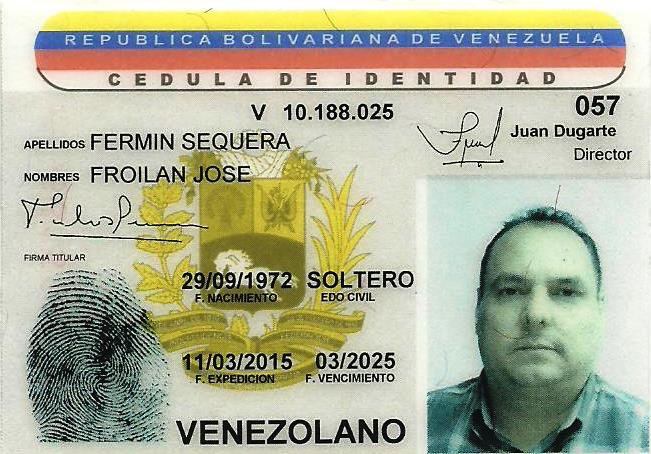 REPUBLICA BOLIVARIANA DE VENEZUELA
CEDULA DE IDENTIDAD
V 10.188.025
057
APELLIDOS FERMIN SEQUERA
Juan Dugarte
Director
NOMBRES FROILAN JOSE
FIRMA TITULAR
29/09/1972 SOLTERO
F. NACIMIENTO EDO CIVIL
11/03/2015 03/2025
F. EXPEDICION F. VENCIMIENTO
VENEZOLANO